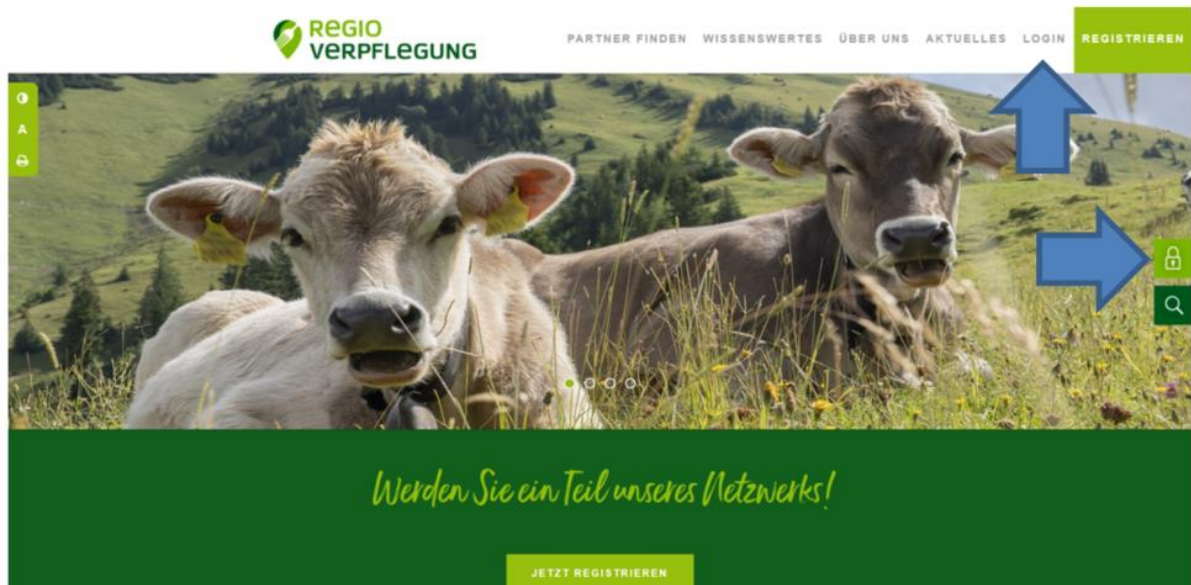 REGIO
VERPFLEGUNG
PARTNER FINDEN WISSENSWERTES ÜBER UNS AKTUELLES LOGIN REGISTRIEREN
A
Werden Sie ein Teil unseres Netzwerks!
JETZT REGISTRIEREN